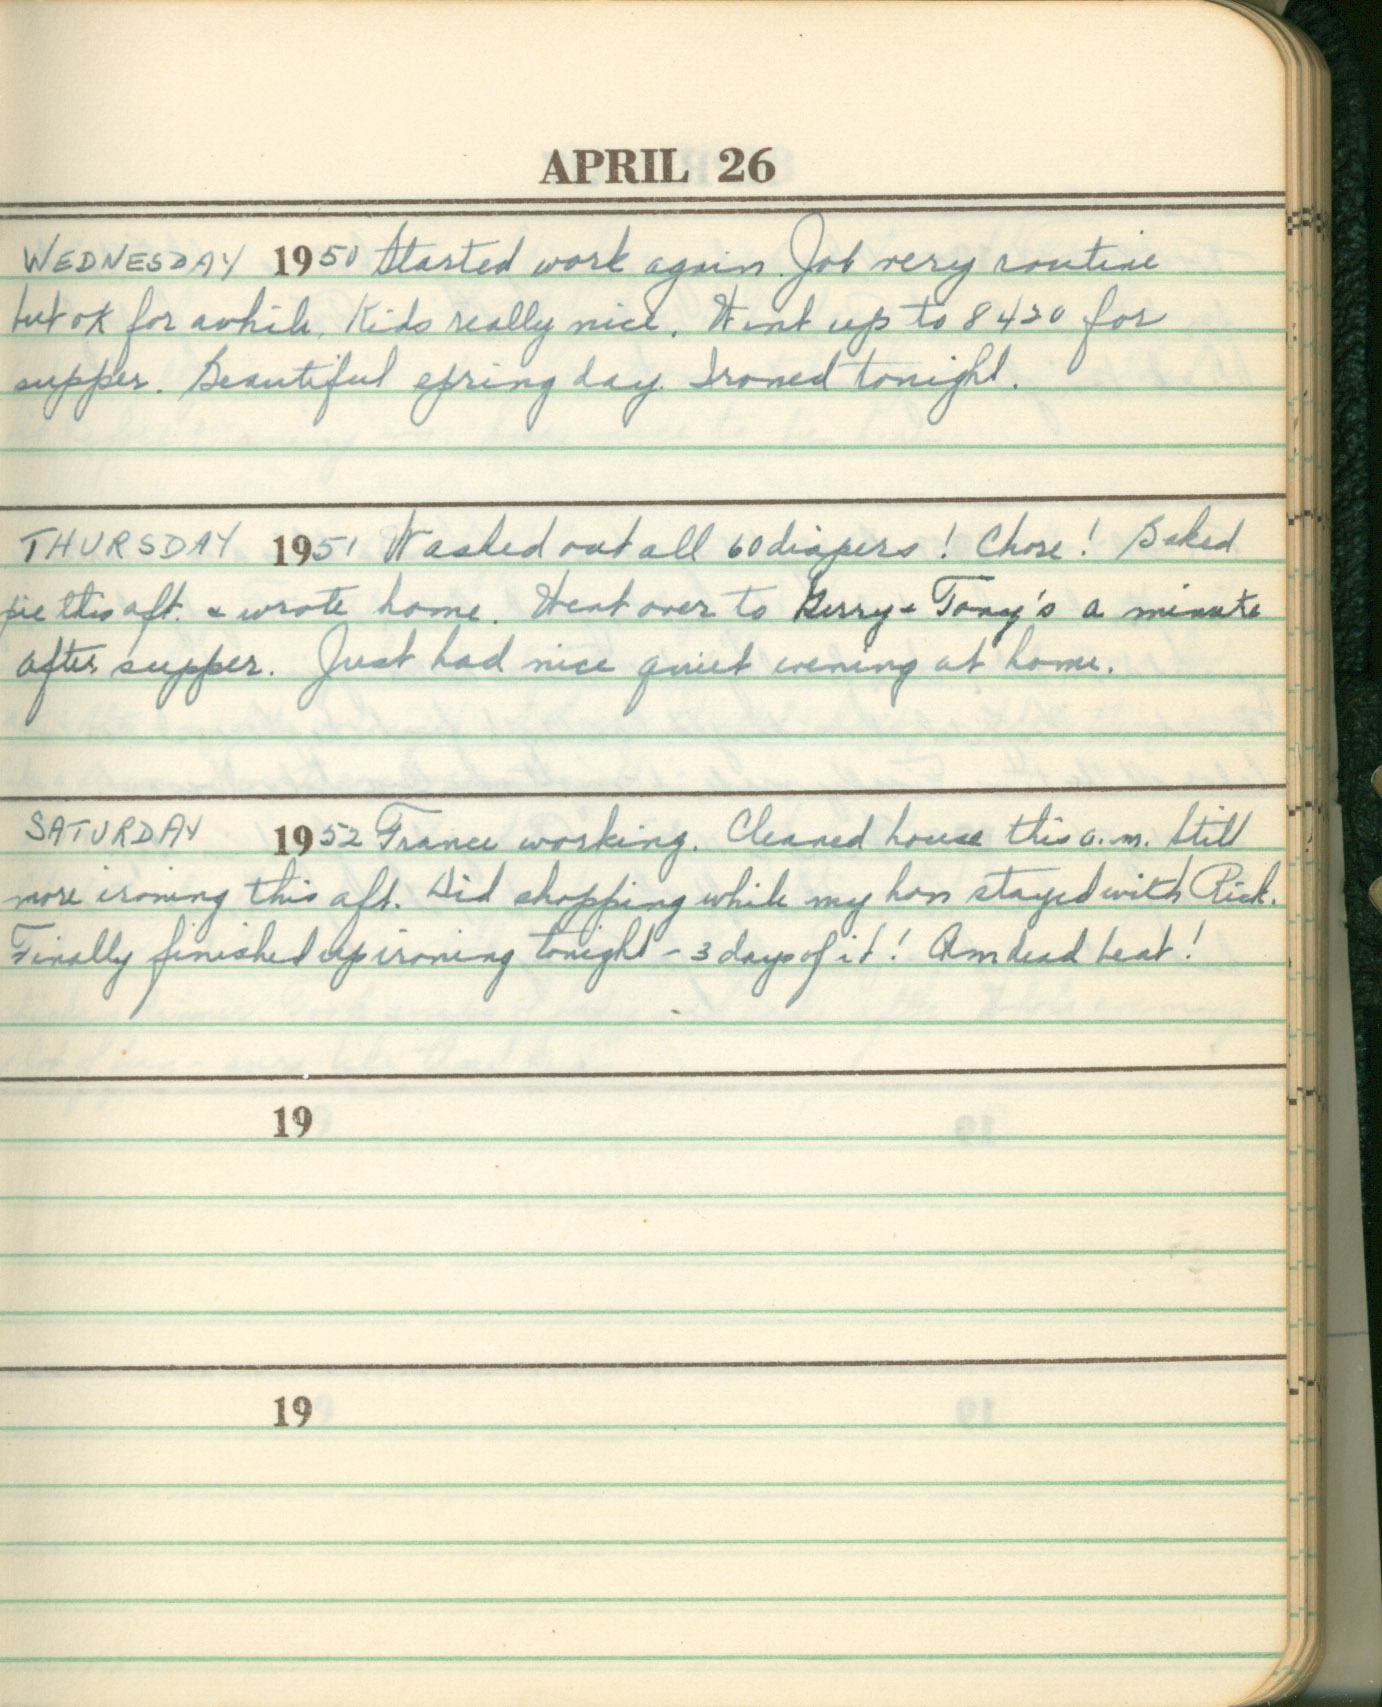 APRIL 26
WEDNESDAY 1950 Started work again. Job very routine
but ok for awhile. Kids really nice. Went up to 8420 for
supper. Beautiful spring day. Ironed tonight.
THURSDAY 1951 Washed out all 60 diapers! Chore! Baked
pie this aft. & wrote home. Went over to Gerry & Tony's a minute
after supper. Just had nice quiet evening at home.
SATURDAY 1952 France working. Cleaned house this a.m. Still
more ironing this aft. Did shopping while my hon stayed with Rick.
Finally finished up ironing tonight - 3 days of it! Am dead beat!
19
19